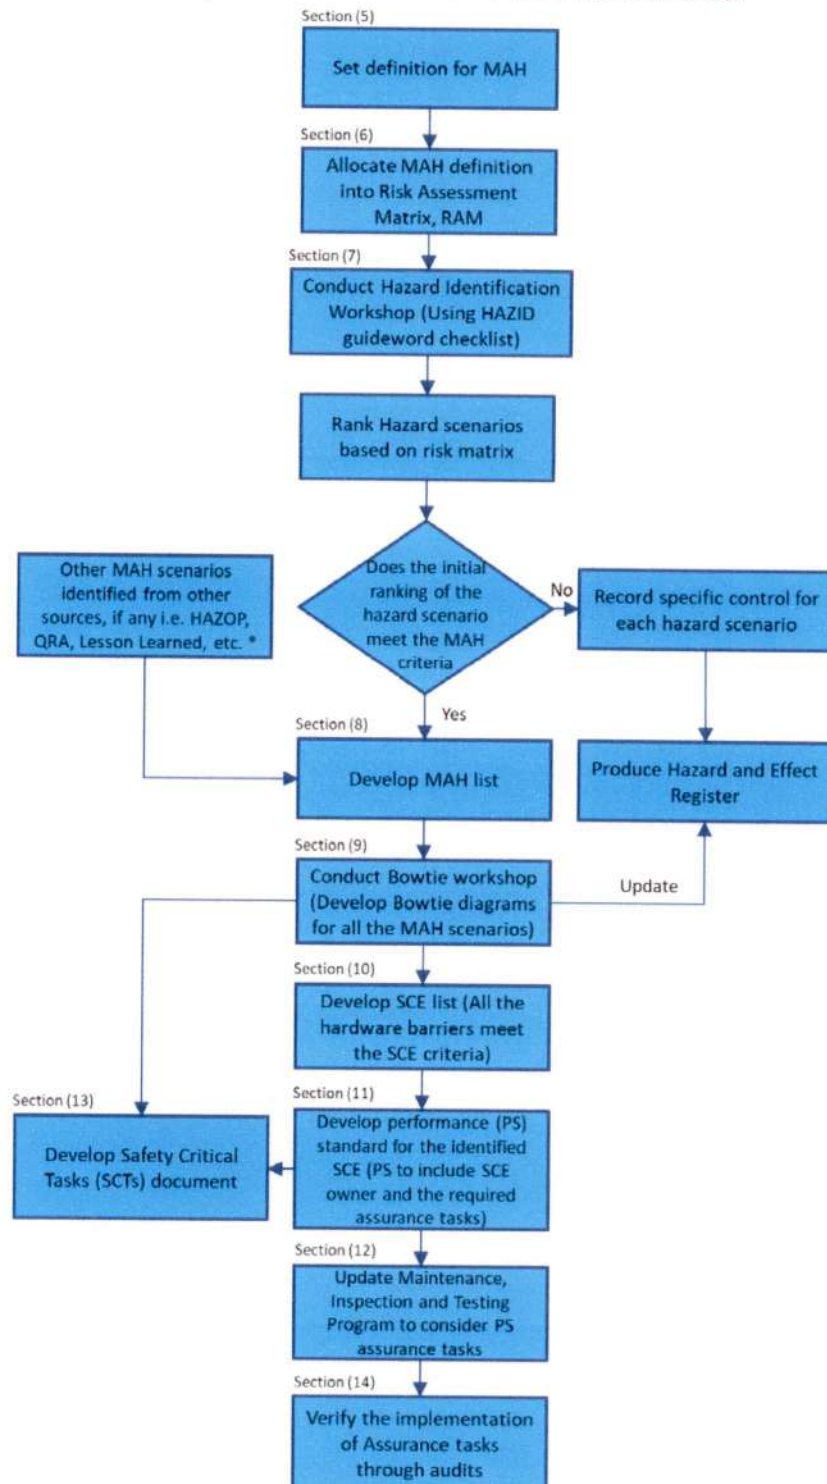 Section (5)
Set definition for MAH
Section (6)
Allocate MAH definition
into Risk Assessment
Matrix, RAM
Section (7)
Conduct Hazard Identification
Workshop (Using HAZID
guideword checklist)
Rank Hazard scenarios
based on risk matrix
Other MAH scenarios
identified from other
sources, if any i.e. HAZOP,
QRA, Lesson Learned, etc. *
Does the initial
ranking of the
hazard scenario
meet the MAH
criteria
No
Record specific control for
each hazard scenario
Yes
Section (8)
Develop MAH list
Produce Hazard and Effect
Register
Section (9)
Conduct Bowtie workshop
(Develop Bowtie diagrams
for all the MAH scenarios)
Update
Section (10)
Develop SCE list (All the
hardware barriers meet
the SCE criteria)
Section (11)
Develop performance (PS)
standard for the identified
SCE (PS to include SCE
owner and the required
assurance tasks)
Section (13)
Develop Safety Critical
Tasks (SCTs) document
Section (12)
Update Maintenance,
Inspection and Testing
Program to consider PS
assurance tasks
Section (14)
Verify the implementation
of Assurance tasks
through audits